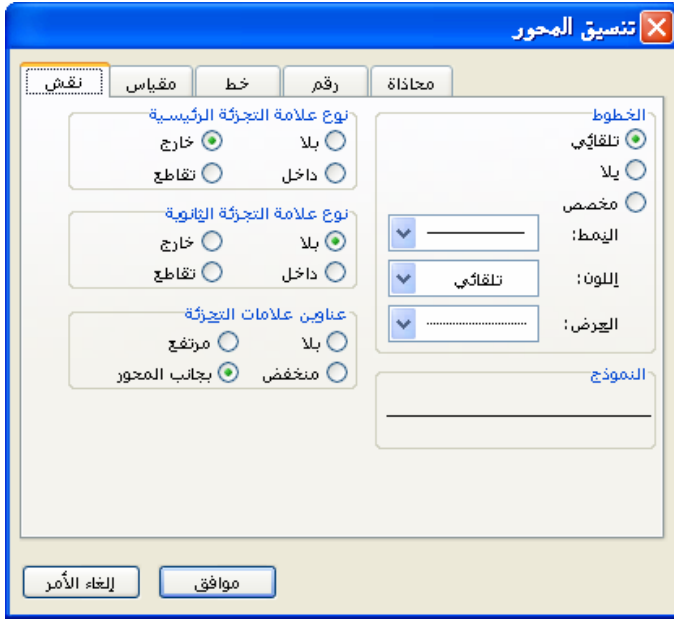 تنسيق المحور
نقش
مقياس
خط
رقم
محاذاة
الخطوط
تلقائي
بلا
مخصص
النمط:
اللون:
تلقائي
العرض:
النموذج
نوع علامة التجزئة الرئيسية
بلا
خارج
داخل
تقاطع
نوع علامة التجزئة الثانوية
بلا
خارج
داخل
تقاطع
عناوين علامات التجزئة
بلا
مرتفع
منخفض
بجانب المحور
موافق
إلغاء الأمر